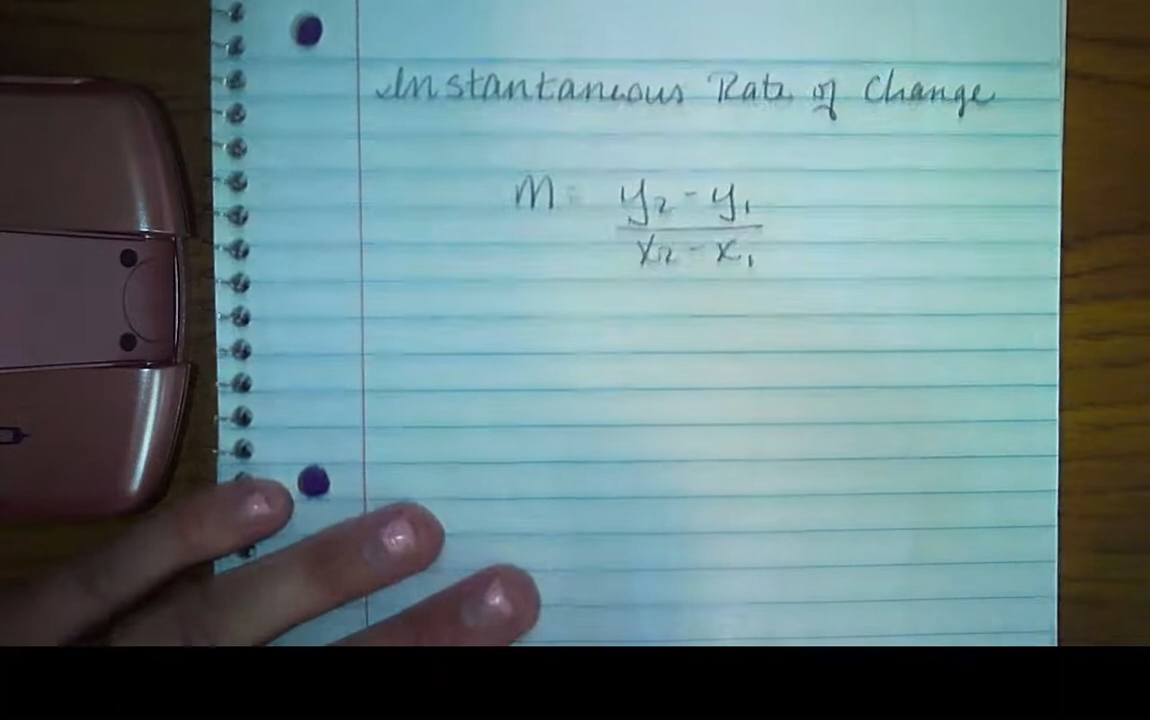 Instantaneous Rate of Change
m = y₂ - y₁
x₂ - x₁